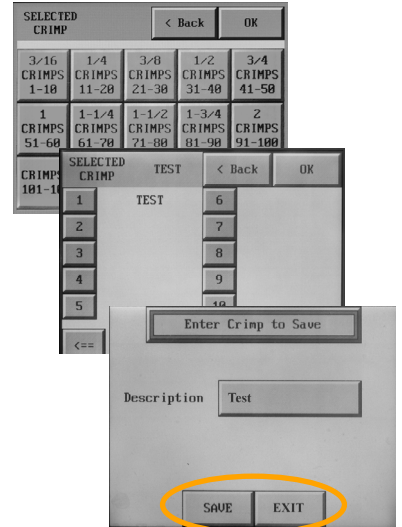 SELECTED
CRIMP
< Back
OK
3/16
CRIMPS
1-10
1/4
CRIMPS
11-20
3/8
CRIMPS
21-30
1/2
CRIMPS
31-40
3/4
CRIMPS
41-50
1
CRIMPS
51-60
1-1/4
CRIMPS
61-70
1-1/2
CRIMPS
71-80
1-3/4
CRIMPS
81-90
2
CRIMPS
91-100
SELECTED
CRIMP
TEST
< Back
OK
1
TEST
6
2
7
3
8
4
9
5
10
<==
Enter Crimp to Save
Description
Test
SAVE
EXIT